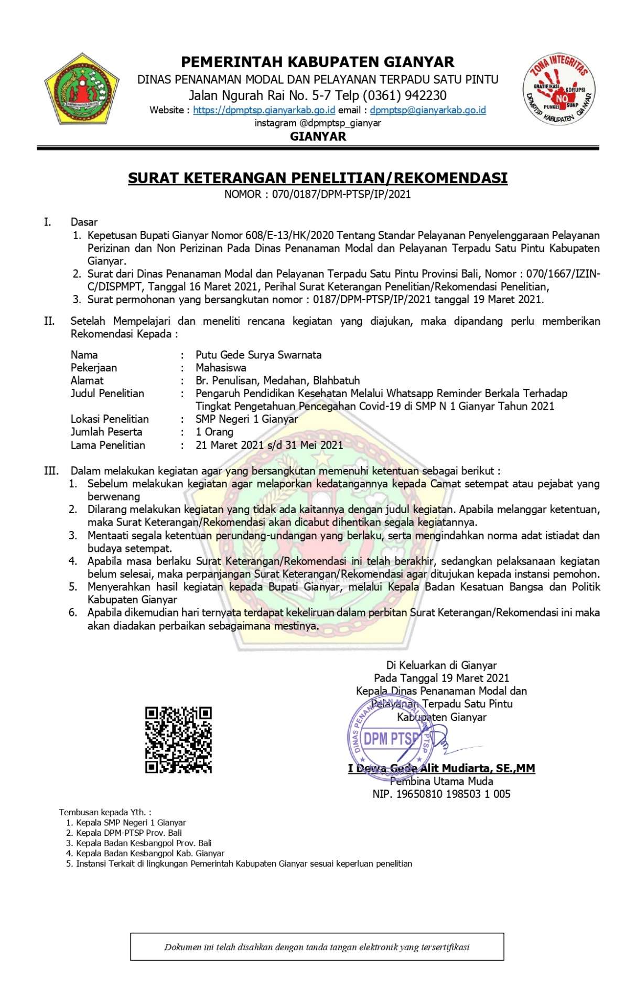 PEMERINTAH KABUPATEN GIANYAR
DINAS PENANAMAN MODAL DAN PELAYANAN TERPADU SATU PINTU
Jalan Ngurah Rai No. 5-7 Telp (0361) 942230
Website : https://dpmptsp.gianyarkab.go.id email : dpmptsp@gianyarkab.go.id
instagram @dpmptsp_gianyar
GIANYAR
ZONA INTEGRITAS
GRATIFIKASI
KORUPSI
NO
PUNGLI
SUAP
DPMPTSP KABUPATEN GIANYAR
SURAT KETERANGAN PENELITIAN/REKOMENDASI
NOMOR : 070/0187/DPM-PTSP/IP/2021
I. Dasar
1. Kepetusan Bupati Gianyar Nomor 608/E-13/HK/2020 Tentang Standar Pelayanan Penyelenggaraan Pelayanan
Perizinan dan Non Perizinan Pada Dinas Penanaman Modal dan Pelayanan Terpadu Satu Pintu Kabupaten
Gianyar.
2. Surat dari Dinas Penanaman Modal dan Pelayanan Terpadu Satu Pintu Provinsi Bali, Nomor : 070/1667/IZIN-
C/DISPMPT, Tanggal 16 Maret 2021, Perihal Surat Keterangan Penelitian/Rekomendasi Penelitian,
3. Surat permohonan yang bersangkutan nomor : 0187/DPM-PTSP/IP/2021 tanggal 19 Maret 2021.
II. Setelah Mempelajari dan meneliti rencana kegiatan yang diajukan, maka dipandang perlu memberikan
Rekomendasi Kepada :
Nama : Putu Gede Surya Swarnata
Pekerjaan : Mahasiswa
Alamat : Br. Penulisan, Medahan, Blahbatuh
Judul Penelitian : Pengaruh Pendidikan Kesehatan Melalui Whatsapp Reminder Berkala Terhadap
Tingkat Pengetahuan Pencegahan Covid-19 di SMP N 1 Gianyar Tahun 2021
Lokasi Penelitian : SMP Negeri 1 Gianyar
Jumlah Peserta : 1 Orang
Lama Penelitian : 21 Maret 2021 s/d 31 Mei 2021
III. Dalam melakukan kegiatan agar yang bersangkutan memenuhi ketentuan sebagai berikut :
1. Sebelum melakukan kegiatan agar melaporkan kedatangannya kepada Camat setempat atau pejabat yang
berwenang
2. Dilarang melakukan kegiatan yang tidak ada kaitannya dengan judul kegiatan. Apabila melanggar ketentuan,
maka Surat Keterangan/Rekomendasi akan dicabut dihentikan segala kegiatannya.
3. Mentaati segala ketentuan perundang-undangan yang berlaku, serta mengindahkan norma adat istiadat dan
budaya setempat.
4. Apabila masa berlaku Surat Keterangan/Rekomendasi ini telah berakhir, sedangkan pelaksanaan kegiatan
belum selesai, maka perpanjangan Surat Keterangan/Rekomendasi agar ditujukan kepada instansi pemohon.
5. Menyerahkan hasil kegiatan kepada Bupati Gianyar, melalui Kepala Badan Kesatuan Bangsa dan Politik
Kabupaten Gianyar
6. Apabila dikemudian hari ternyata terdapat kekeliruan dalam perbitan Surat Keterangan/Rekomendasi ini maka
akan diadakan perbaikan sebagaimana mestinya.
DHARMA RAKSATA RAKSITA
Di Keluarkan di Gianyar
Pada Tanggal 19 Maret 2021
Kepala Dinas Penanaman Modal dan
Pelayanan Terpadu Satu Pintu
Kabupaten Gianyar
DINAS PENANAMAN MODAL DAN PTSP
DPM PTSP
KAB. GIANYAR
I Dewa Gede Alit Mudiarta, SE.,MM
Pembina Utama Muda
NIP. 19650810 198503 1 005
Tembusan kepada Yth. :
1. Kepala SMP Negeri 1 Gianyar
2. Kepala DPM-PTSP Prov. Bali
3. Kepala Badan Kesbangpol Prov. Bali
4. Kepala Badan Kesbangpol Kab. Gianyar
5. Instansi Terkait di lingkungan Pemerintah Kabupaten Gianyar sesuai keperluan penelitian
Dokumen ini telah disahkan dengan tanda tangan elektronik yang tersertifikasi